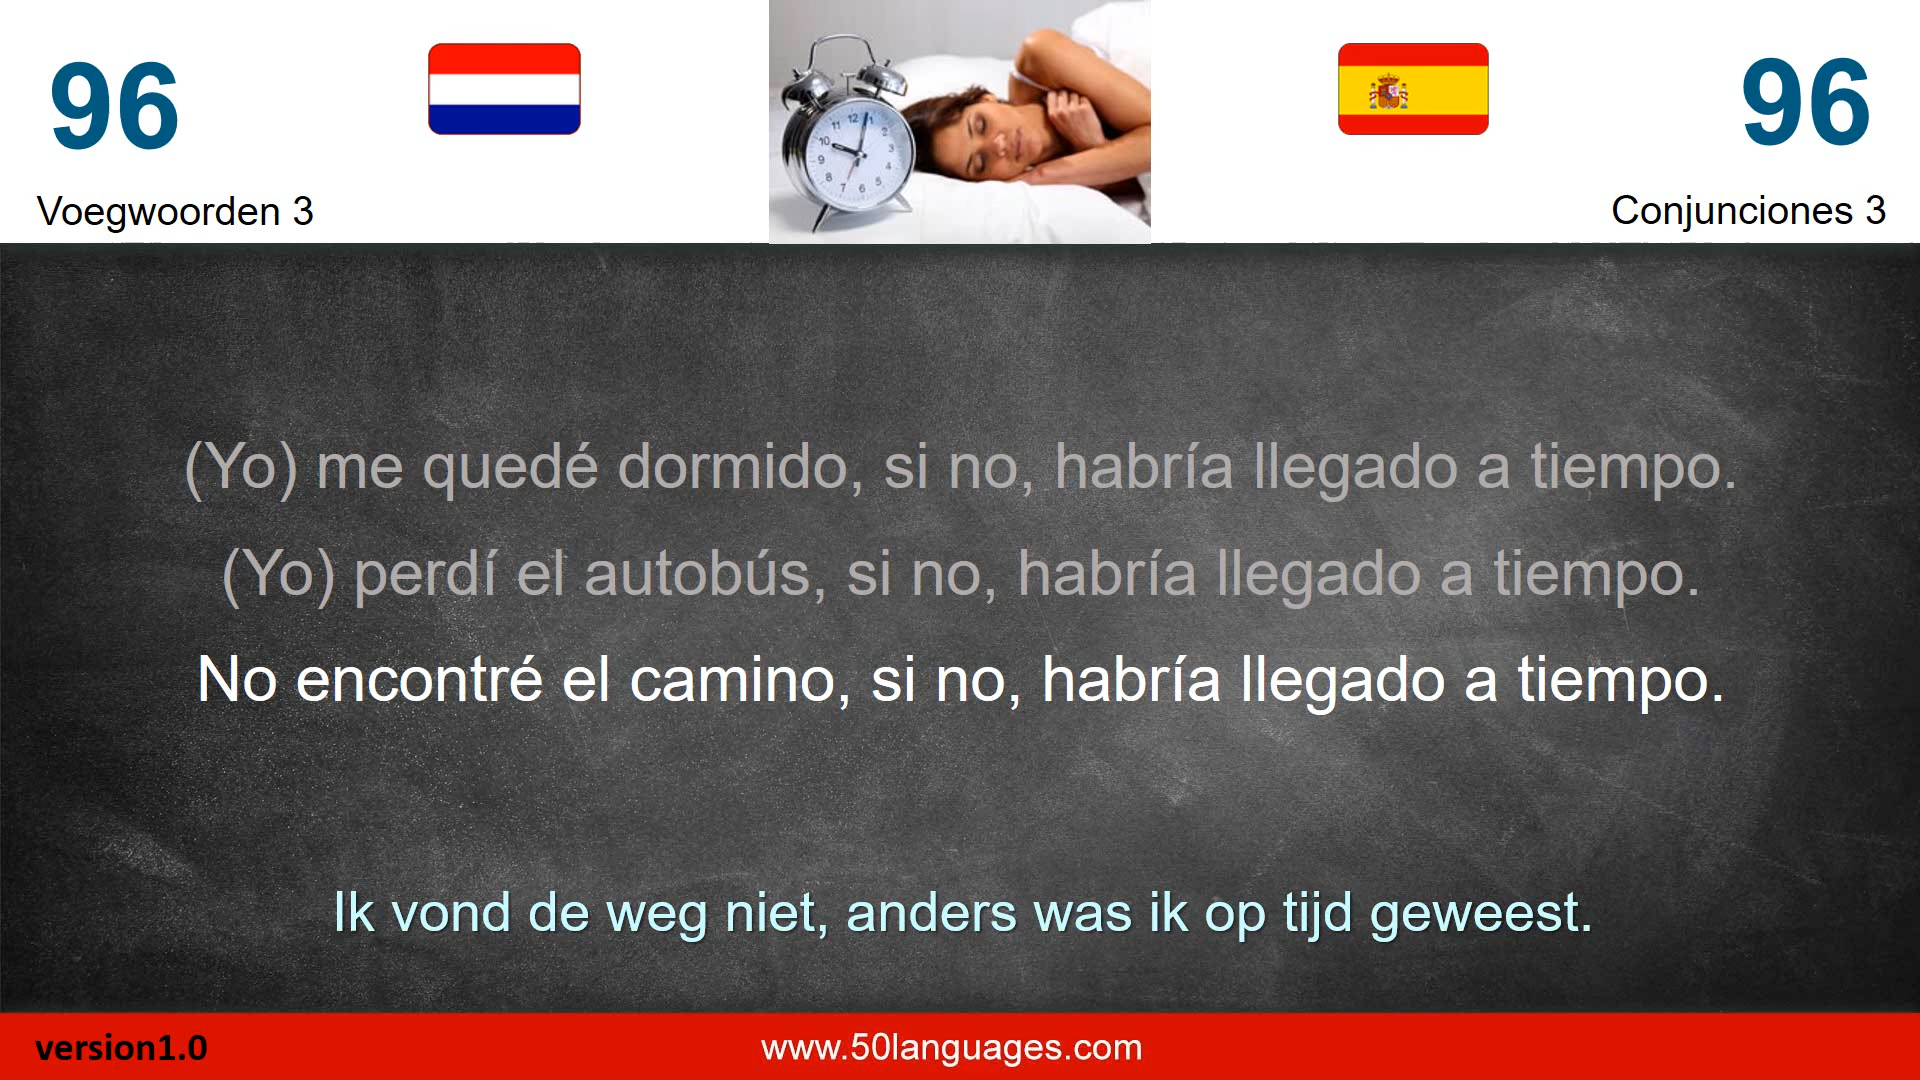 96
96
Voegwoorden 3
Conjunciones 3
(Yo) me quedé dormido, si no, habría llegado a tiempo.
(Yo) perdí el autobús, si no, habría llegado a tiempo.
No encontré el camino, si no, habría llegado a tiempo.
Ik vond de weg niet, anders was ik op tijd geweest.
version1.0
www.50languages.com